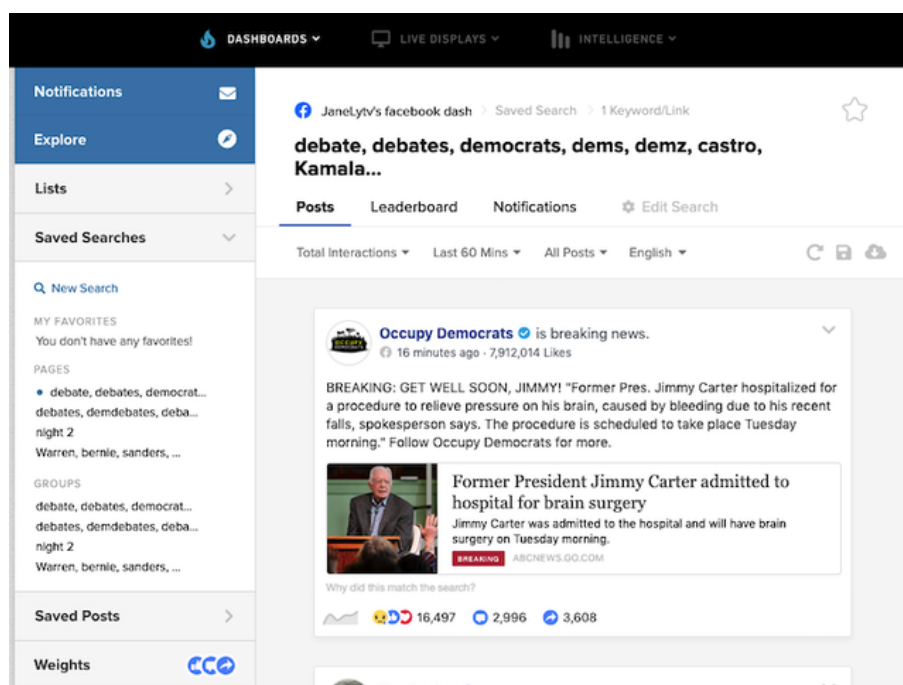 DASHBOARDS
LIVE DISPLAYS
INTELLIGENCE
Notifications
Explore
Lists
Saved Searches
New Search
MY FAVORITES
You don't have any favorites!
PAGES
debate, debates, democrat...
debates, demdebates, deba...
night 2
Warren, bernie, sanders, ...
GROUPS
debate, debates, democrat...
debates, demdebates, deba...
night 2
Warren, bernie, sanders, ...
Saved Posts
Weights
JaneLytv's facebook dash > Saved Search > 1 Keyword/Link
debate, debates, democrats, dems, demz, castro,
Kamala...
Posts Leaderboard Notifications Edit Search
Total Interactions Last 60 Mins All Posts English
Occupy Democrats is breaking news.
16 minutes ago · 7,912,014 Likes
BREAKING: GET WELL SOON, JIMMY! "Former Pres. Jimmy Carter hospitalized for
a procedure to relieve pressure on his brain, caused by bleeding due to his recent
falls, spokesperson says. The procedure is scheduled to take place Tuesday
morning." Follow Occupy Democrats for more.
Former President Jimmy Carter admitted to
hospital for brain surgery
Jimmy Carter was admitted to the hospital and will have brain
surgery on Tuesday morning.
BREAKING ABCNEWS.GO.COM
Why did this match the search?
16,497 2,996 3,608